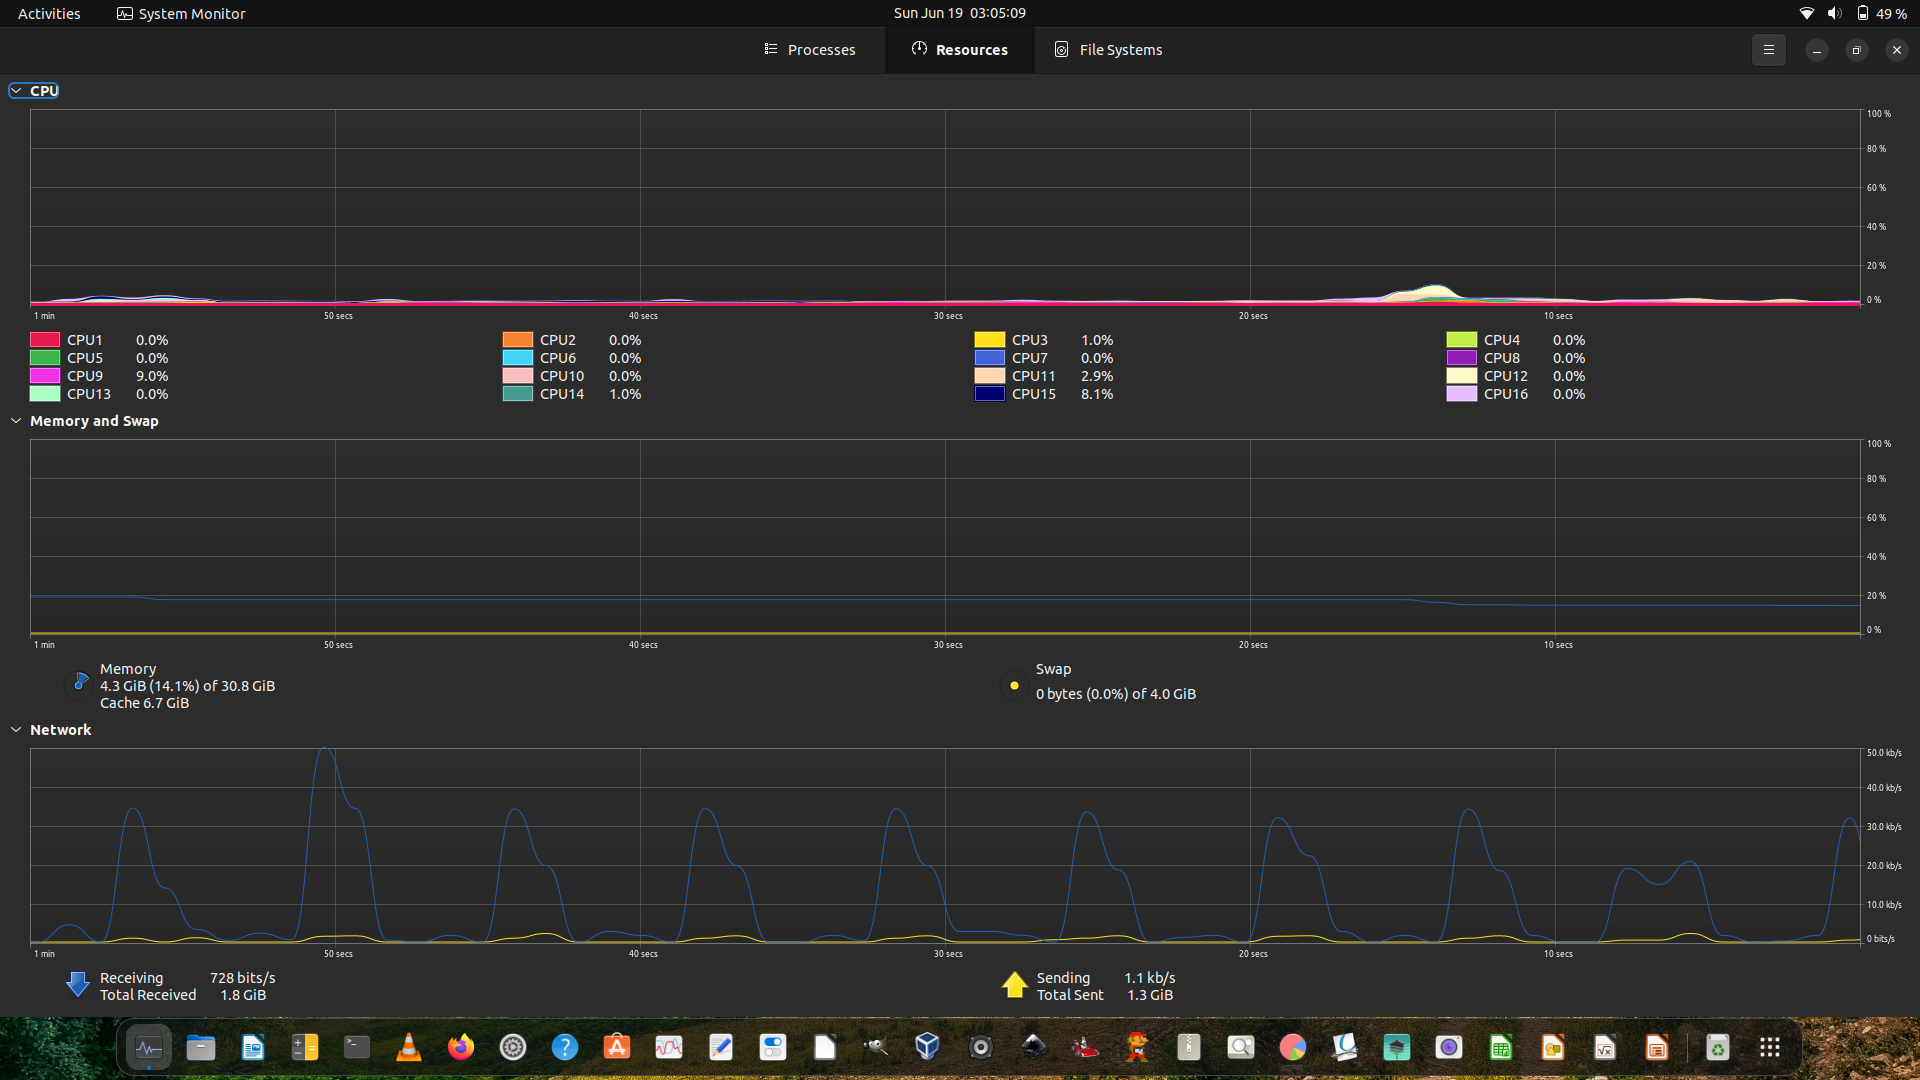 Activities System Monitor Sun Jun 19 03:05:09 49 %
Processes Resources File Systems
CPU
100 %
80 %
60 %
40 %
20 %
0 %
1 min 50 secs 40 secs 30 secs 20 secs 10 secs
CPU1 0.0% CPU2 0.0% CPU3 1.0% CPU4 0.0%
CPU5 0.0% CPU6 0.0% CPU7 0.0% CPU8 0.0%
CPU9 9.0% CPU10 0.0% CPU11 2.9% CPU12 0.0%
CPU13 0.0% CPU14 1.0% CPU15 8.1% CPU16 0.0%
Memory and Swap
100 %
80 %
60 %
40 %
20 %
0 %
1 min 50 secs 40 secs 30 secs 20 secs 10 secs
Memory Swap
4.3 GiB (14.1%) of 30.8 GiB 0 bytes (0.0%) of 4.0 GiB
Cache 6.7 GiB
Network
50.0 kb/s
40.0 kb/s
30.0 kb/s
20.0 kb/s
10.0 kb/s
0 bits/s
1 min 50 secs 40 secs 30 secs 20 secs 10 secs
Receiving 728 bits/s Sending 1.1 kb/s
Total Received 1.8 GiB Total Sent 1.3 GiB